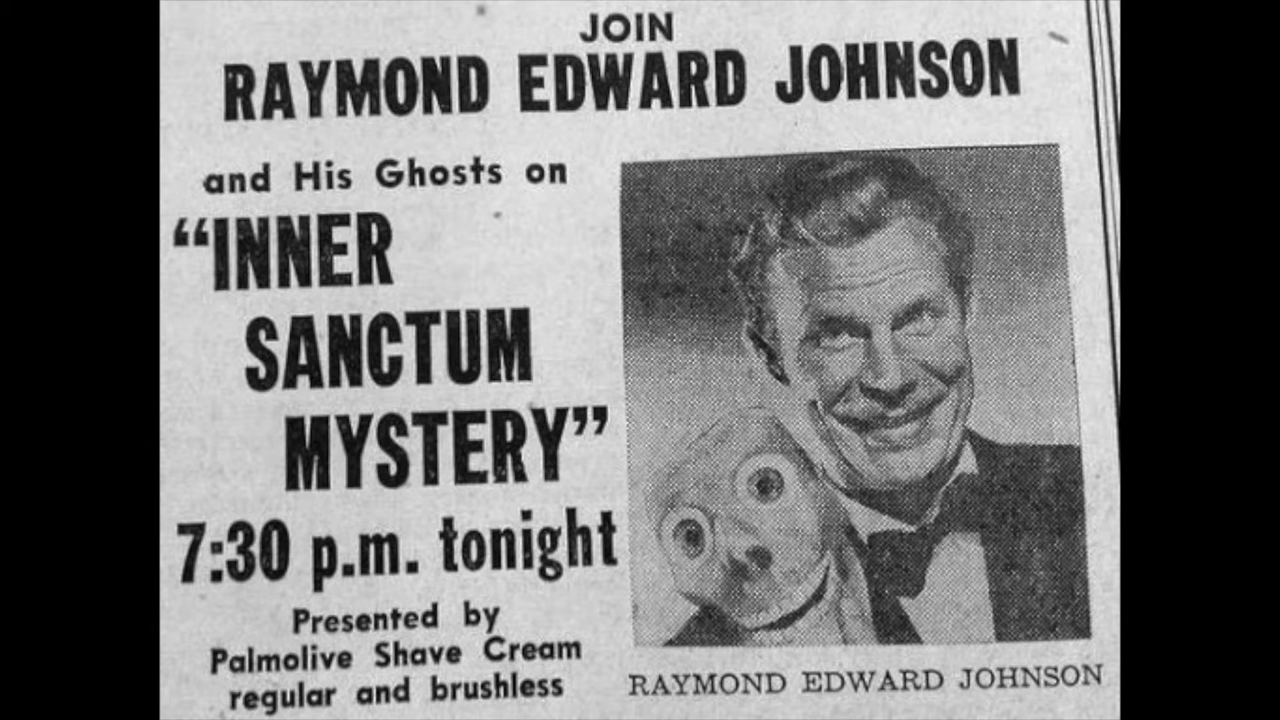 JOIN
RAYMOND EDWARD JOHNSON
and His Ghosts on
“INNER
SANCTUM
MYSTERY”
7:30 p.m. tonight
Presented by
Palmolive Shave Cream
regular and brushless
RAYMOND EDWARD JOHNSON